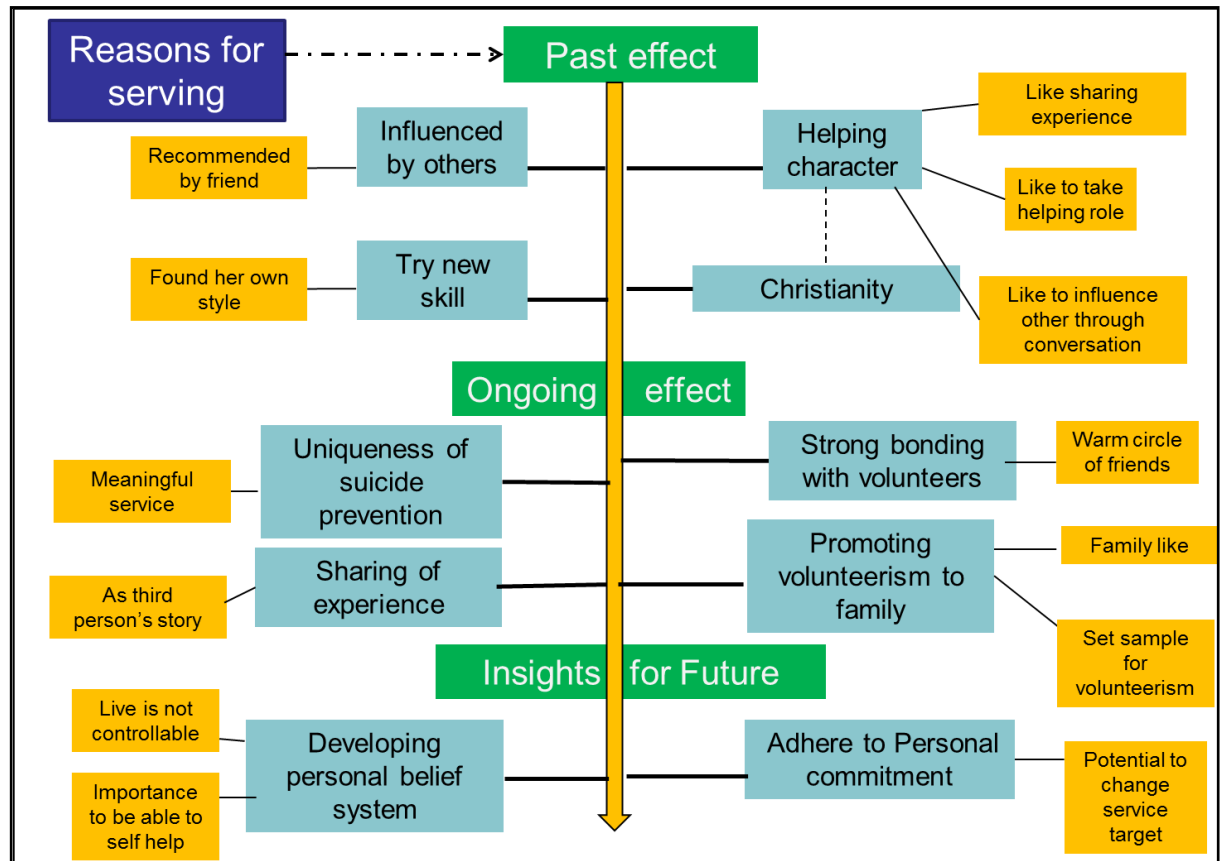 Reasons for
serving
Past effect
Influenced
by others
Recommended
by friend
Helping
character
Like sharing
experience
Like to take
helping role
Like to influence
other through
conversation
Try new
skill
Found her own
style
Christianity
Ongoing effect
Uniqueness of
suicide
prevention
Meaningful
service
Strong bonding
with volunteers
Warm circle
of friends
Sharing of
experience
As third
person’s story
Promoting
volunteerism to
family
Family like
Set sample
for
volunteerism
Insights for Future
Live is not
controllable
Developing
personal belief
system
Importance
to be able to
self help
Adhere to Personal
commitment
Potential to
change
service
target